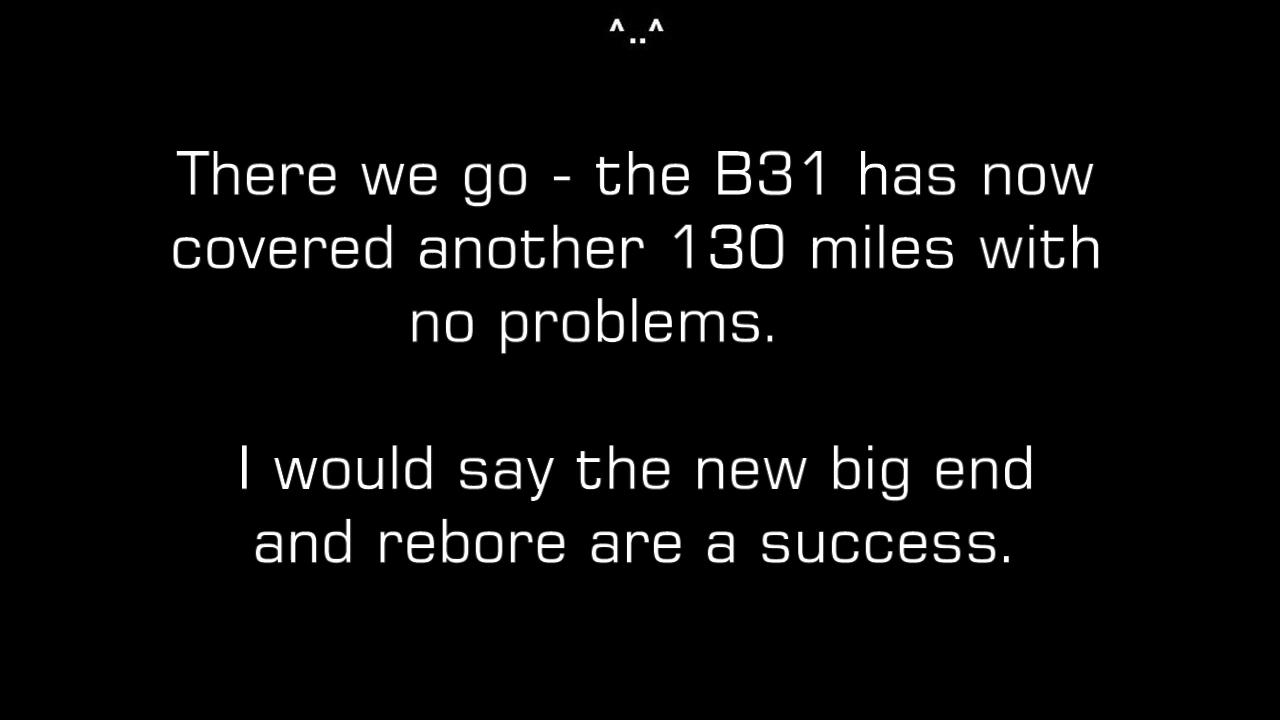 ^..^
There we go - the B31 has now
covered another 130 miles with
no problems.
I would say the new big end
and rebore are a success.